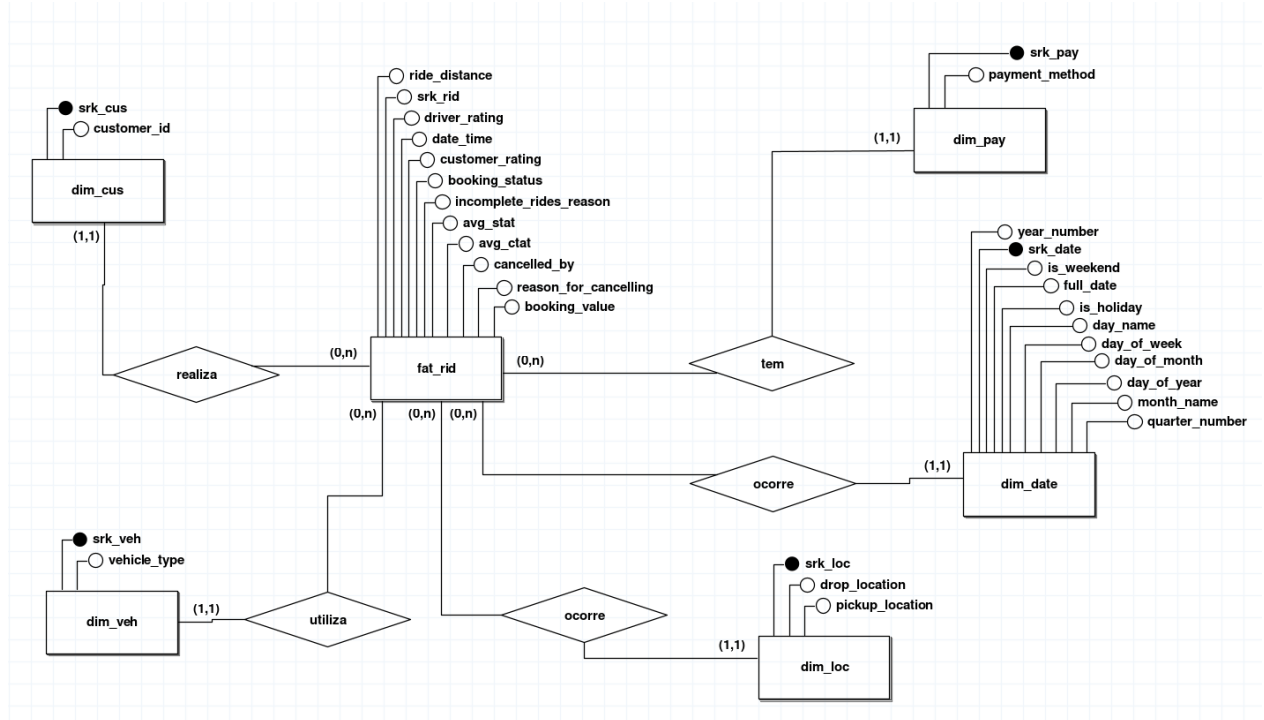 srk_cus
customer_id
dim_cus
(1,1)
realiza
(0,n)
ride_distance
srk_rid
driver_rating
date_time
customer_rating
booking_status
incomplete_rides_reason
avg_stat
avg_ctat
cancelled_by
reason_for_cancelling
booking_value
fat_rid
(0,n)
(0,n)
(0,n)
(0,n)
srk_pay
payment_method
dim_pay
(1,1)
tem
year_number
srk_date
is_weekend
full_date
is_holiday
day_name
day_of_week
day_of_month
day_of_year
month_name
quarter_number
dim_date
(1,1)
ocorre
srk_veh
vehicle_type
dim_veh
(1,1)
utiliza
ocorre
srk_loc
drop_location
pickup_location
(1,1)
dim_loc